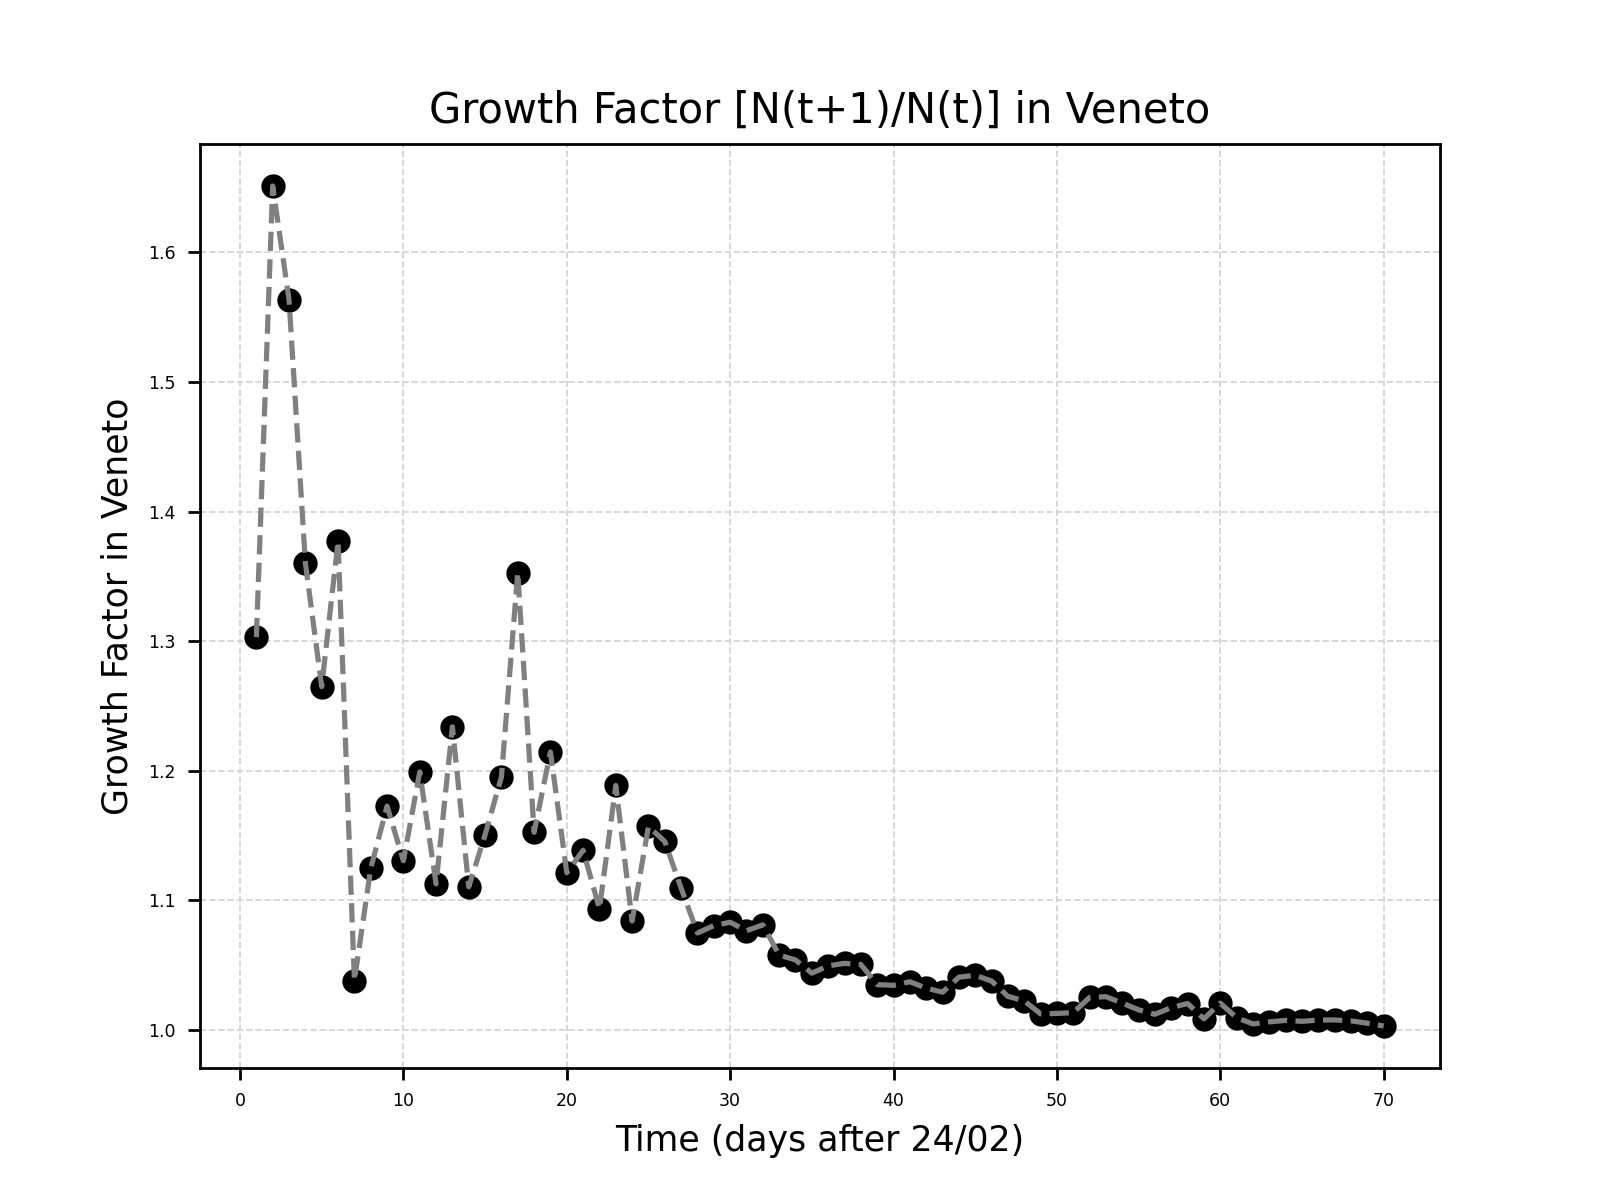 Growth Factor [N(t+1)/N(t)] in Veneto
Growth Factor in Veneto
1.6
1.5
1.4
1.3
1.2
1.1
1.0
0 10 20 30 40 50 60 70
Time (days after 24/02)